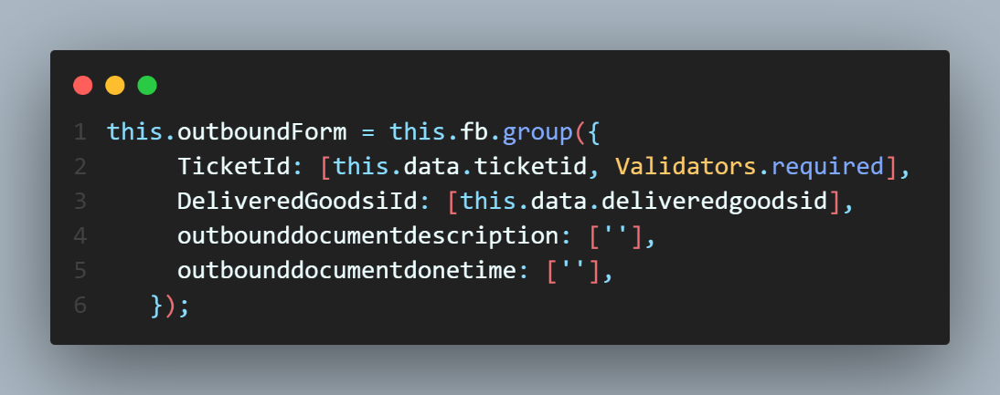 1 this.outboundForm = this.fb.group({
2 TicketId: [this.data.ticketid, Validators.required],
3 DeliveredGoodsiId: [this.data.deliveredgoodsid],
4 outbounddocumentdescription: [''],
5 outbounddocumentdonetime: [''],
6 });